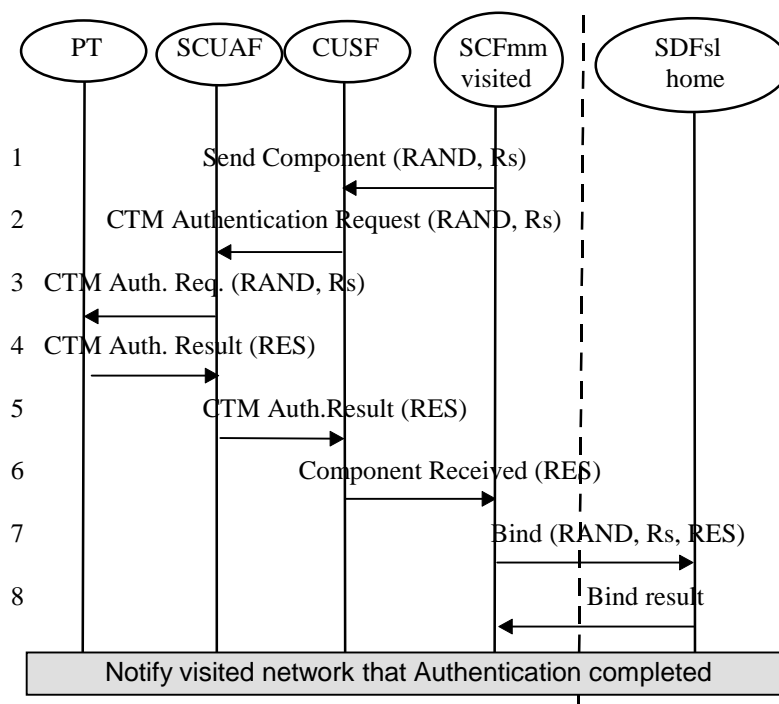 PT SCUAF CUSF SCFmm SDFsl
visited home
1 Send Component (RAND, Rs)
2 CTM Authentication Request (RAND, Rs)
3 CTM Auth. Req. (RAND, Rs)
4 CTM Auth. Result (RES)
5 CTM Auth.Result (RES)
6 Component Received (RES)
7 Bind (RAND, Rs, RES)
8 Bind result
Notify visited network that Authentication completed